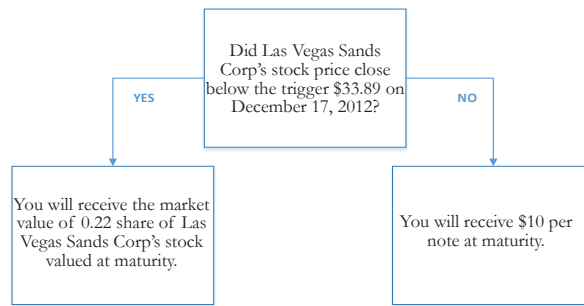 Did Las Vegas Sands
Corp’s stock price close
below the trigger $33.89 on
December 17, 2012?
YES
NO
You will receive the market
value of 0.22 share of Las
Vegas Sands Corp’s stock
valued at maturity.
You will receive $10 per
note at maturity.